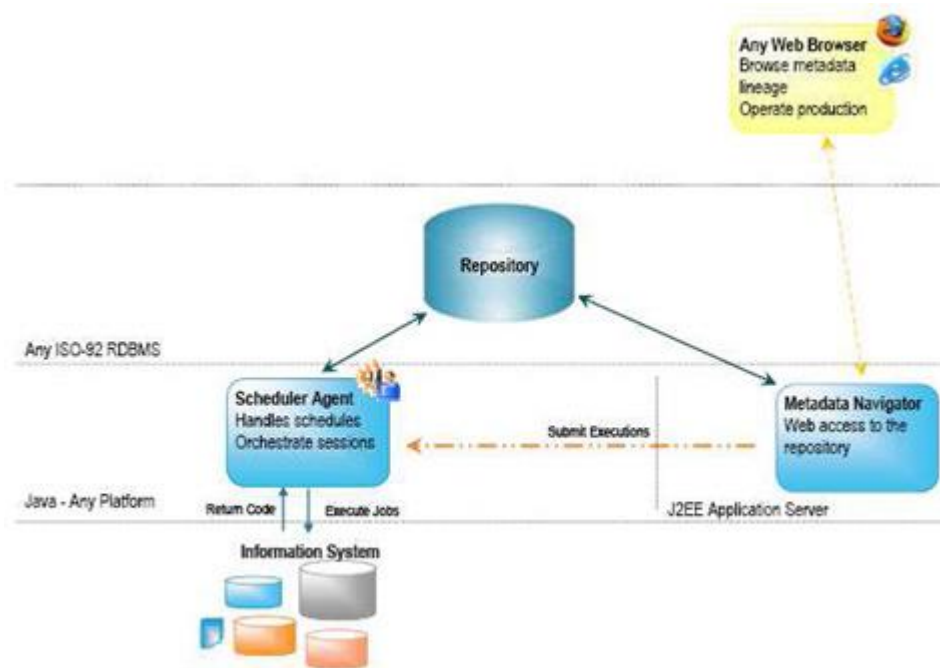 Any Web Browser
Browse metadata
lineage
Operate production
Repository
Any ISO-92 RDBMS
Scheduler Agent
Handles schedules
Orchestrate sessions
Submit Executions
Metadata Navigator
Web access to the
repository
Java - Any Platform
Return Code
Execute Jobs
J2EE Application Server
Information System